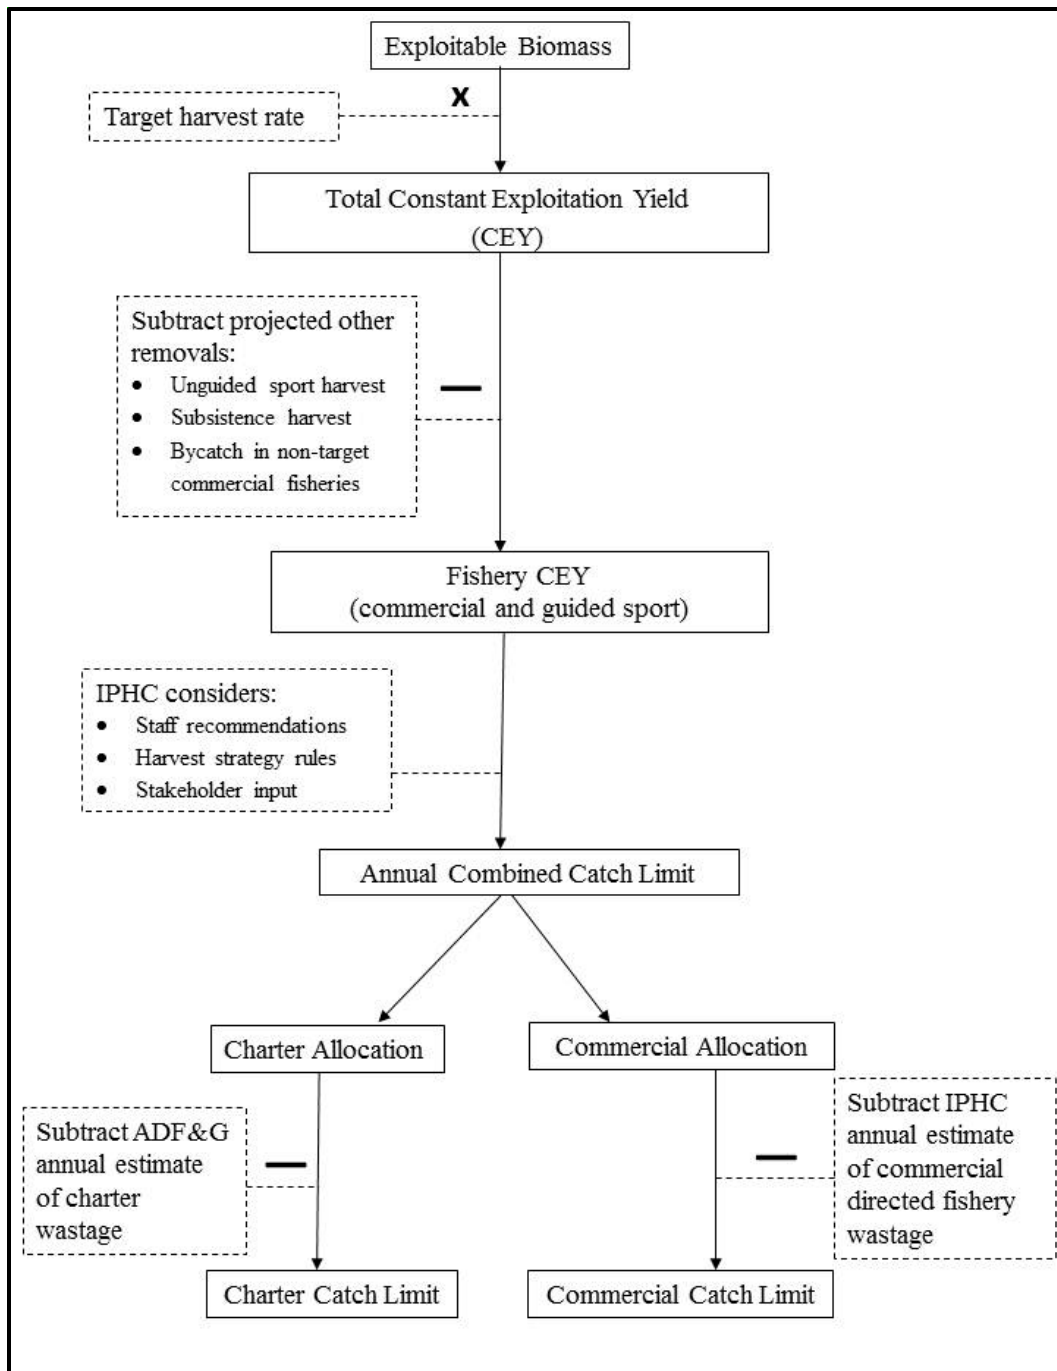 Exploitable Biomass
X
Target harvest rate
Total Constant Exploitation Yield
(CEY)
Subtract projected other
removals:
• Unguided sport harvest
• Subsistence harvest
• Bycatch in non-target
commercial fisheries
—
Fishery CEY
(commercial and guided sport)
IPHC considers:
• Staff recommendations
• Harvest strategy rules
• Stakeholder input
Annual Combined Catch Limit
Charter Allocation
Commercial Allocation
Subtract ADF&G
annual estimate
of charter
wastage
—
—
Subtract IPHC
annual estimate
of commercial
directed fishery
wastage
Charter Catch Limit
Commercial Catch Limit